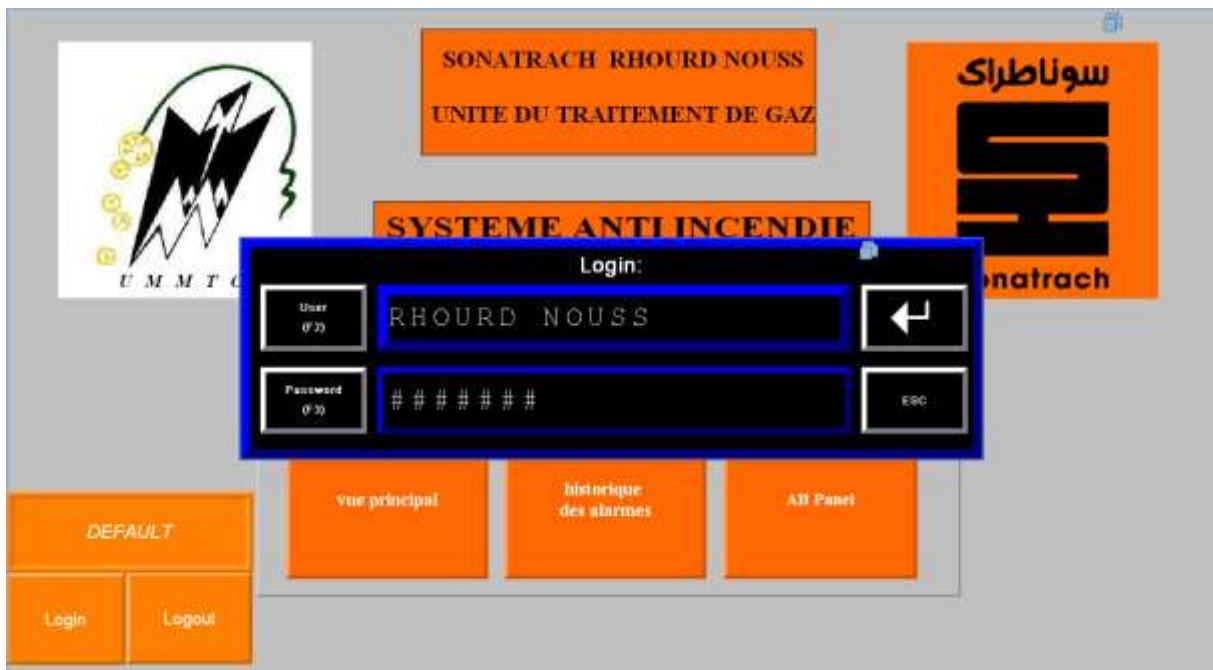 SONATRACH RHOURD NOUSS
UNITE DU TRAITEMENT DE GAZ
سوناطراك
SYSTEME ANTI INCENDIE
U M M T
natrach
Login:
User
(F2)
RHOURD NOUSS
Password
(F3)
#######
ESC
vue principal
historique
des alarmes
AB Panel
DEFAULT
Login
Logout